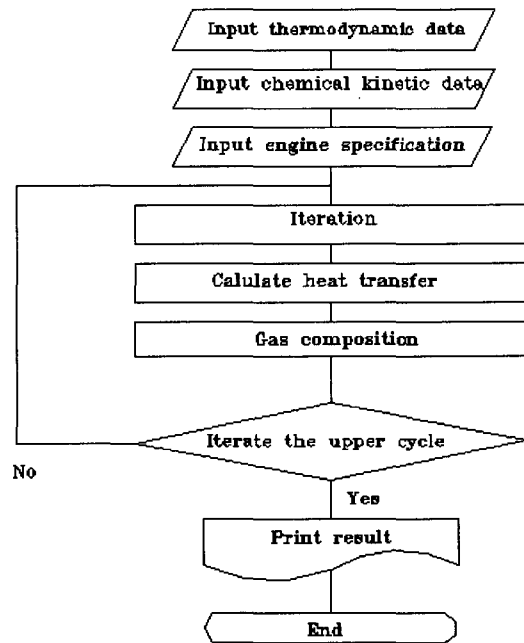 Input thermodynamic data
Input chemical kinetic data
Input engine specification
Iteration
Calulate heat transfer
Gas composition
Iterate the upper cycle
No
Yes
Print result
End